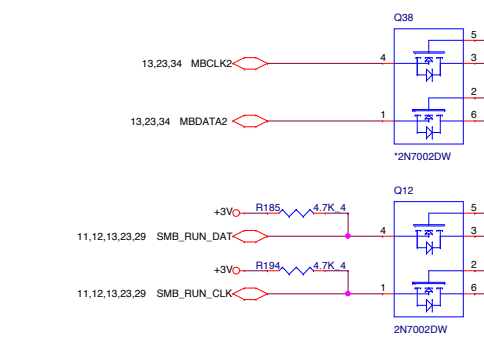 Q38
5
13,23,34 MBCLK2 4 3
2
13,23,34 MBDATA2 1 6
*2N7002DW
Q12
+3V R185 4.7K_4 5
11,12,13,23,29 SMB_RUN_DAT 4 3
+3V R194 4.7K_4 2
11,12,13,23,29 SMB_RUN_CLK 1 6
2N7002DW